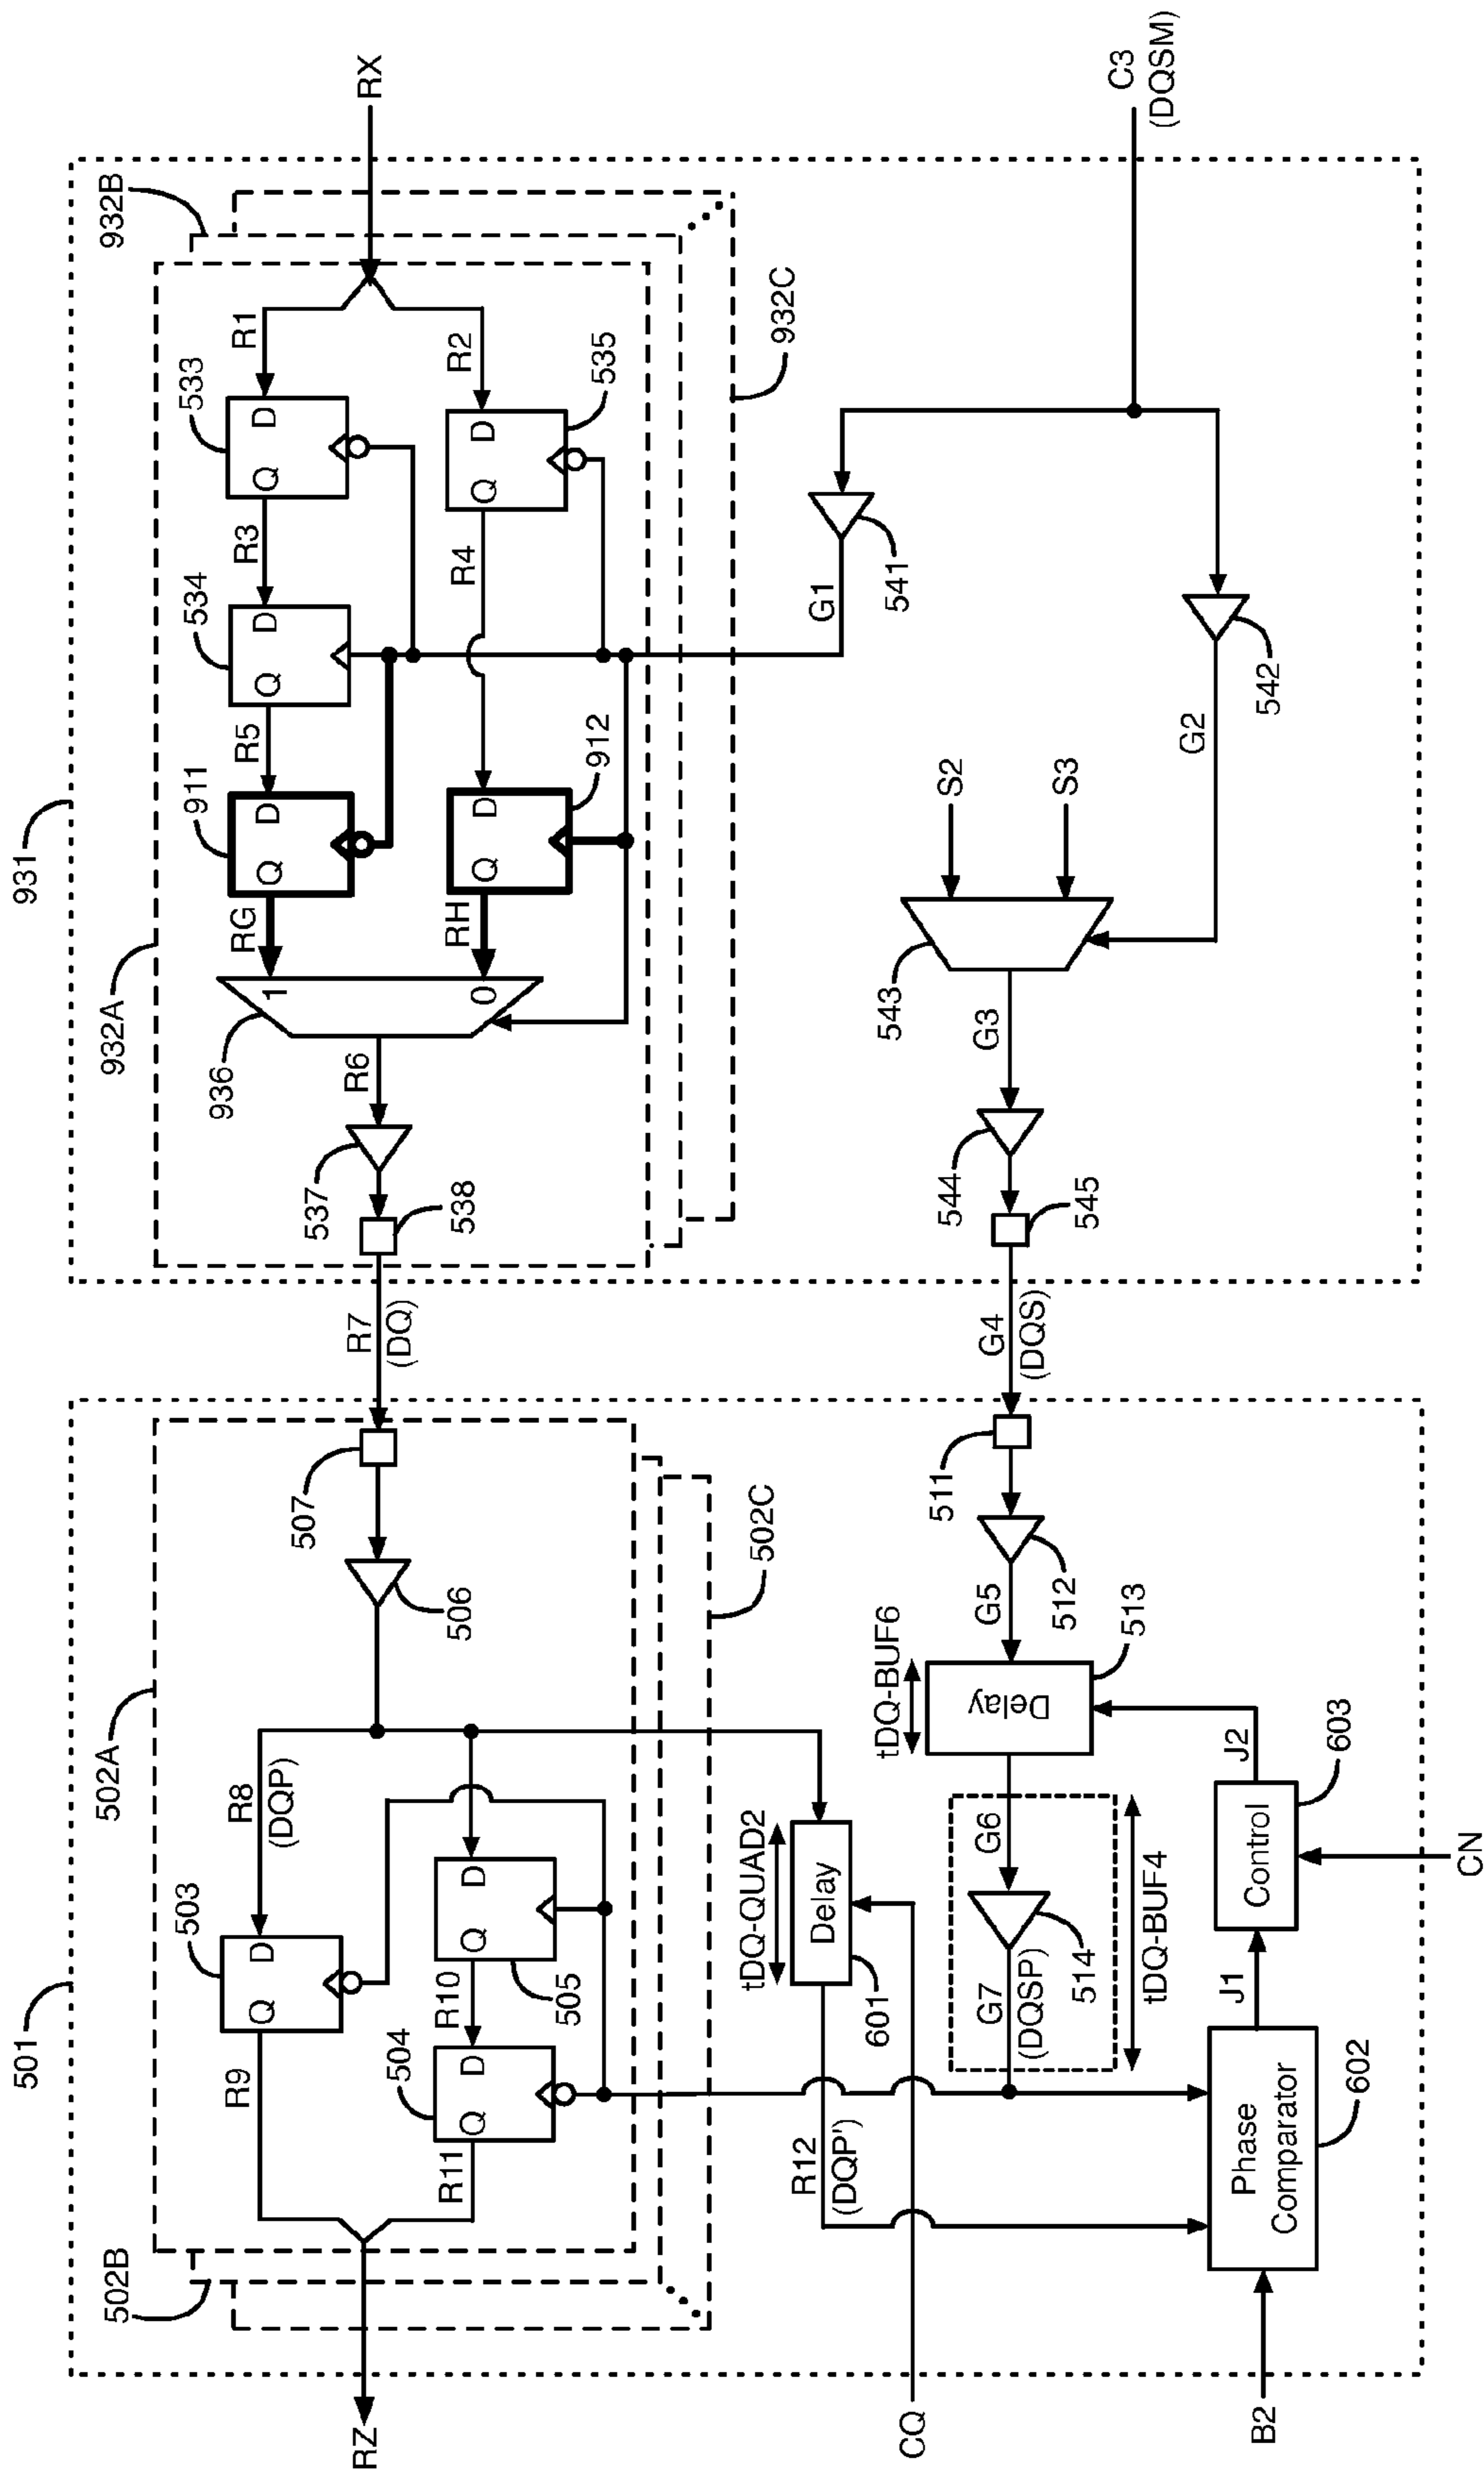 931
932A
932B
932C
RX
R1
R2
533
D
Q
535
D
Q
R3
R4
534
D
Q
R5
911
D
Q
912
D
Q
RG
RH
936
1
0
R6
537
538
R7
(DQ)
C3
(DQSM)
541
G1
542
G2
S2
S3
543
G3
544
545
G4
(DQS)
501
502A
502B
502C
507
506
R8
(DQP)
503
D
Q
R9
505
D
Q
R10
504
D
Q
R11
RZ
tDQ-QUAD2
Delay
601
R12
(DQP')
CQ
511
512
G5
tDQ-BUF6
Delay
513
G6
514
G7
(DQSP)
tDQ-BUF4
J2
Control
603
CN
J1
Phase
Comparator
602
B2